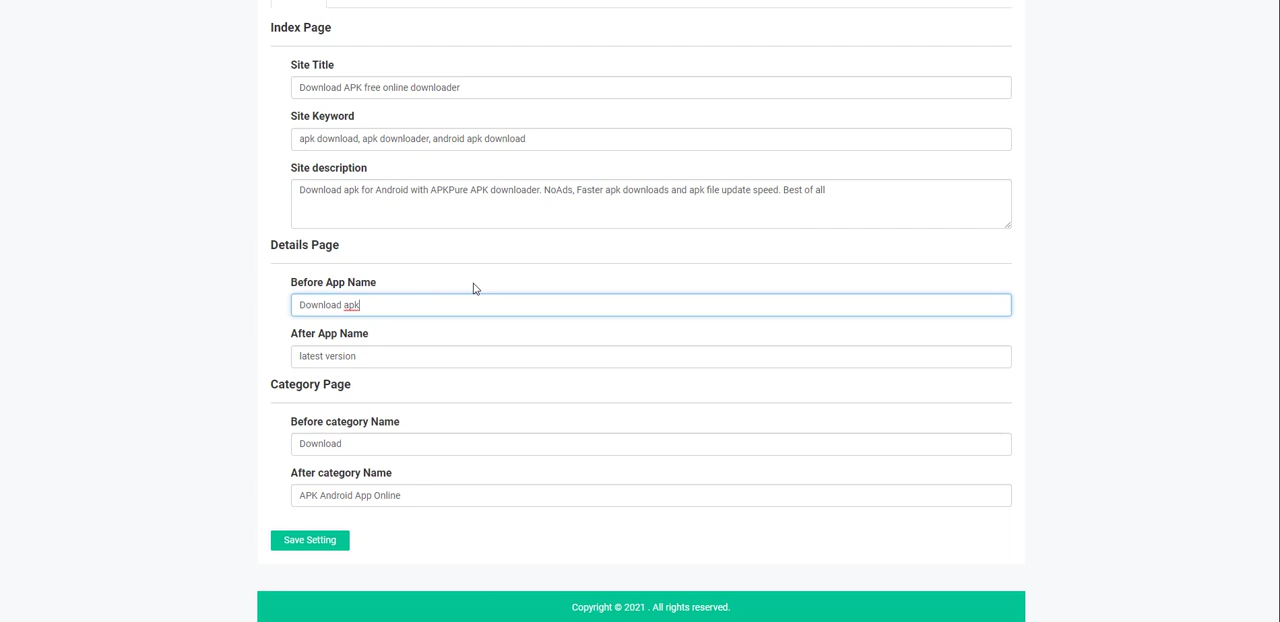 Index Page
Site Title
Download APK free online downloader
Site Keyword
apk download, apk downloader, android apk download
Site description
Download apk for Android with APKPure APK downloader. NoAds, Faster apk downloads and apk file update speed. Best of all
Details Page
Before App Name
Download apk
After App Name
latest version
Category Page
Before category Name
Download
After category Name
APK Android App Online
Save Setting
Copyright © 2021 . All rights reserved.